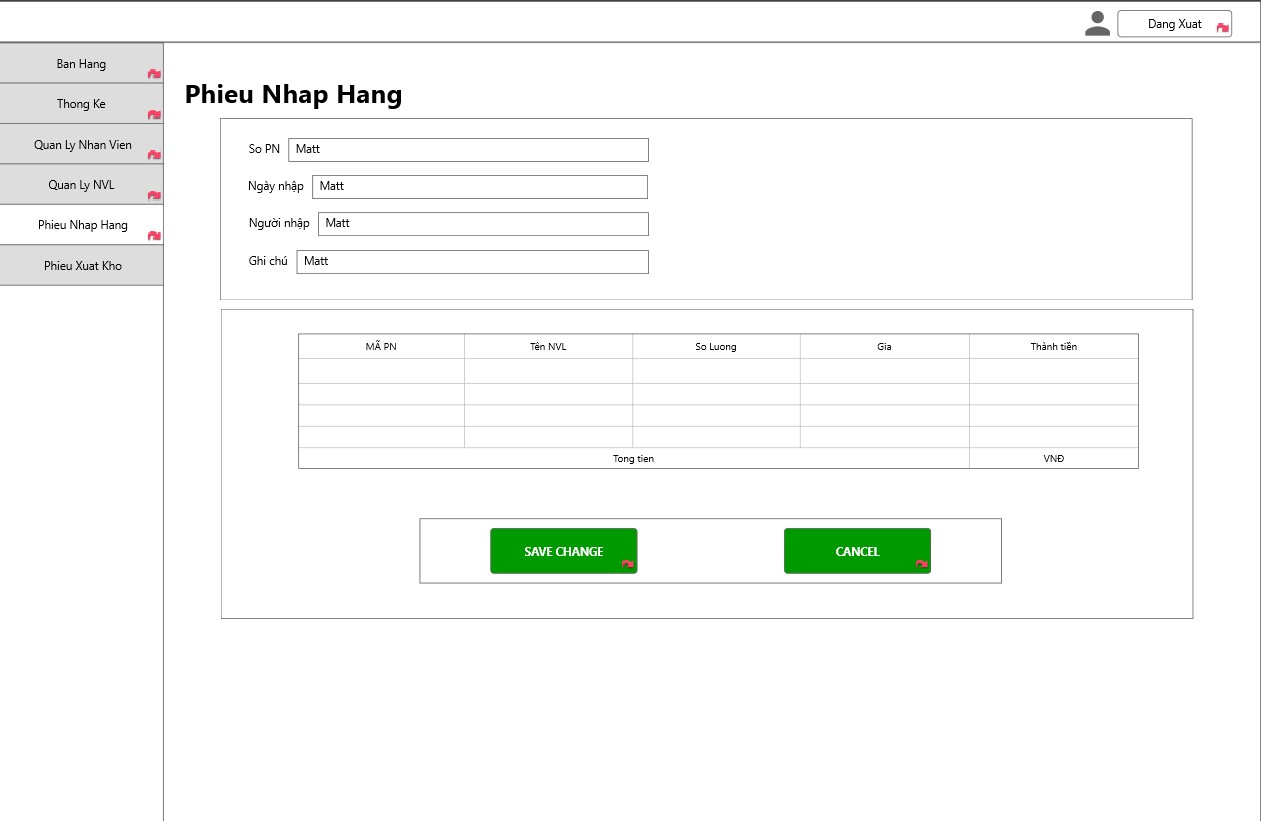 Dang Xuat
Ban Hang
Thong Ke
Quan Ly Nhan Vien
Quan Ly NVL
Phieu Nhap Hang
Phieu Xuat Kho
Phieu Nhap Hang
So PN Matt
Ngày nhập Matt
Người nhập Matt
Ghi chú Matt
MÃ PN Tên NVL So Luong Gia Thành tiền
Tong tien VNĐ
SAVE CHANGE CANCEL